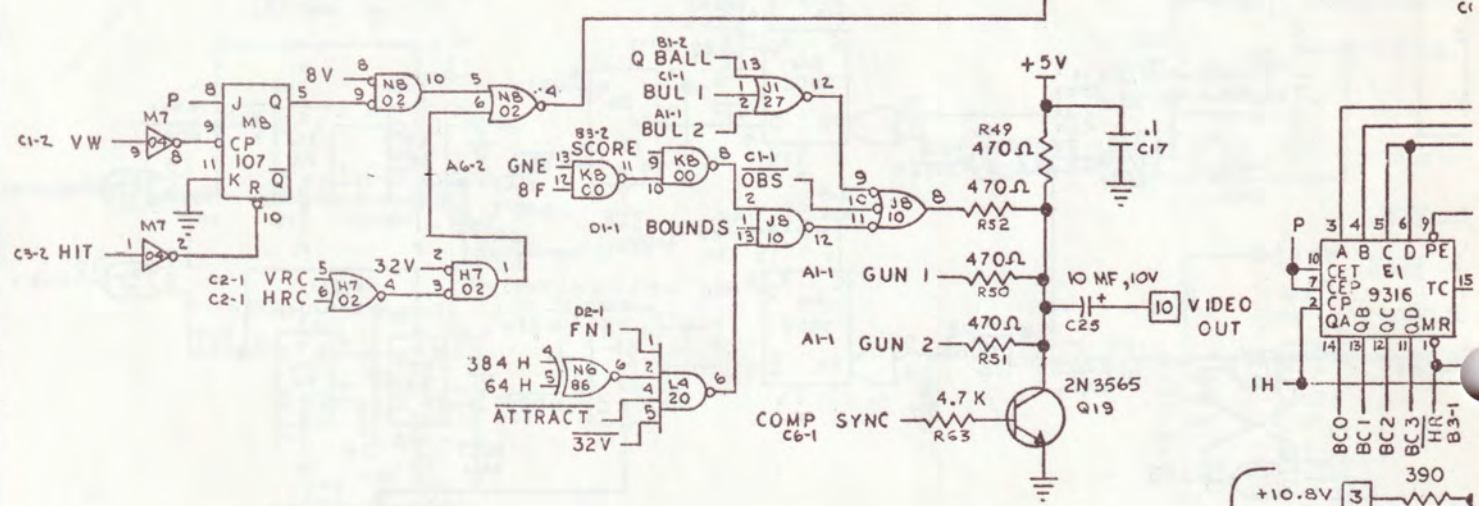 8V
8
9
N8
02
10
5
6
N8
02
4
P
8
J
Q
5
M8
C1-2 VW
9
M7
04
8
9
CP
107
11
K
R
Q
10
C3-2 HIT
1
M7
04
2
C2-1 VRC
C2-1 HRC
5
6
H7
02
4
32V
2
3
H7
02
1
A6-2
B1-2
Q BALL
C1-1
BUL 1
A1-1
BUL 2
13
1
2
J1
27
12
B3-2
SCORE
GNE
8F
13
12
K8
00
11
9
10
K8
00
8
C1-1
OBS
D1-1
BOUNDS
2
1
13
J8
10
12
9
10
11
J8
10
8
D2-1
FN1
384 H
64 H
4
5
N6
86
6
ATTRACT
32V
1
2
4
5
L4
20
6
+5V
R49
470Ω
.1
C17
470Ω
R52
A1-1 GUN 1
470Ω
R50
10 MF, 10V
+
C25
10
VIDEO
OUT
A1-1 GUN 2
470Ω
R51
2N3565
Q19
COMP SYNC
C6-1
4.7 K
R63
P
3 4 5 6 9
A B C D PE
10
CET
E1
7
CEP
9316
TC
15
2
CP
QA QB QC QD MR
14 13 12 11 1
1H
BC0
BC1
BC2
BC3
HR
B3-1
390
+10.8V
3